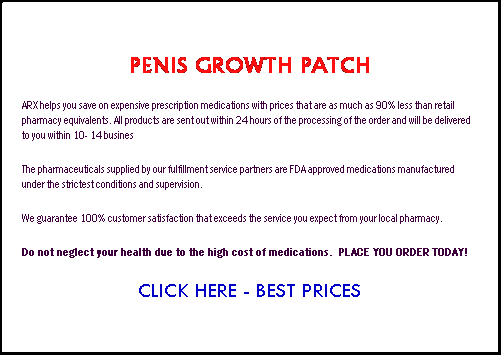 PENIS GROWTH PATCH
ARX helps you save on expensive prescription medications with prices that are as much as 90% less than retail
pharmacy equivalents. All products are sent out within 24 hours of the processing of the order and will be delivered
to you within 10- 14 busines
The pharmaceuticals supplied by our fulfillment service partners are FDA approved medications manufactured
under the strictest conditions and supervision.
We guarantee 100% customer satisfaction that exceeds the service you expect from your local pharmacy.
Do not neglect your health due to the high cost of medications. PLACE YOU ORDER TODAY!
CLICK HERE - BEST PRICES